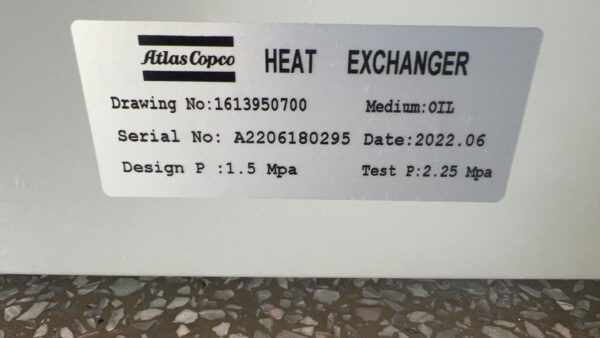 Atlas Copco HEAT EXCHANGER
Drawing No:1613950700 Medium:OIL
Serial No: A2206180295 Date:2022.06
Design P :1.5 Mpa Test P:2.25 Mpa